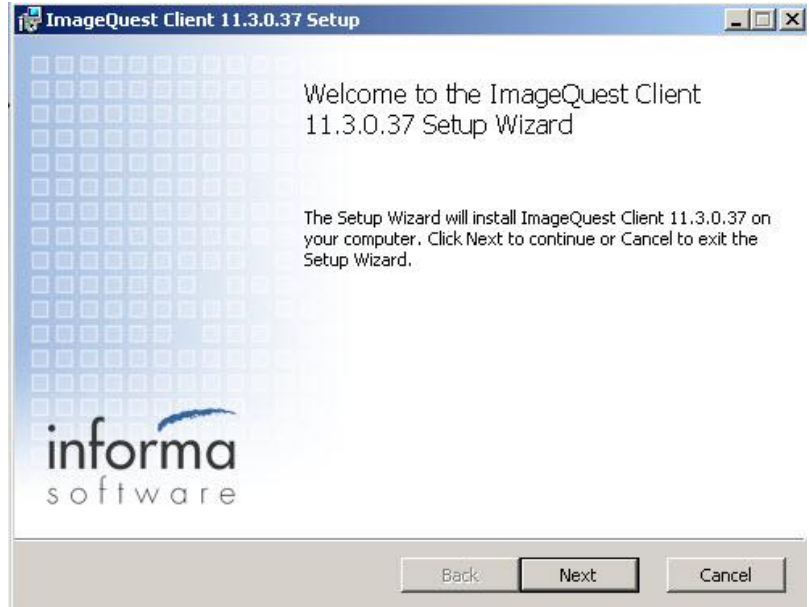 ImageQuest Client 11.3.0.37 Setup
Welcome to the ImageQuest Client
11.3.0.37 Setup Wizard
The Setup Wizard will install ImageQuest Client 11.3.0.37 on
your computer. Click Next to continue or Cancel to exit the
Setup Wizard.
informa
software
Back
Next
Cancel